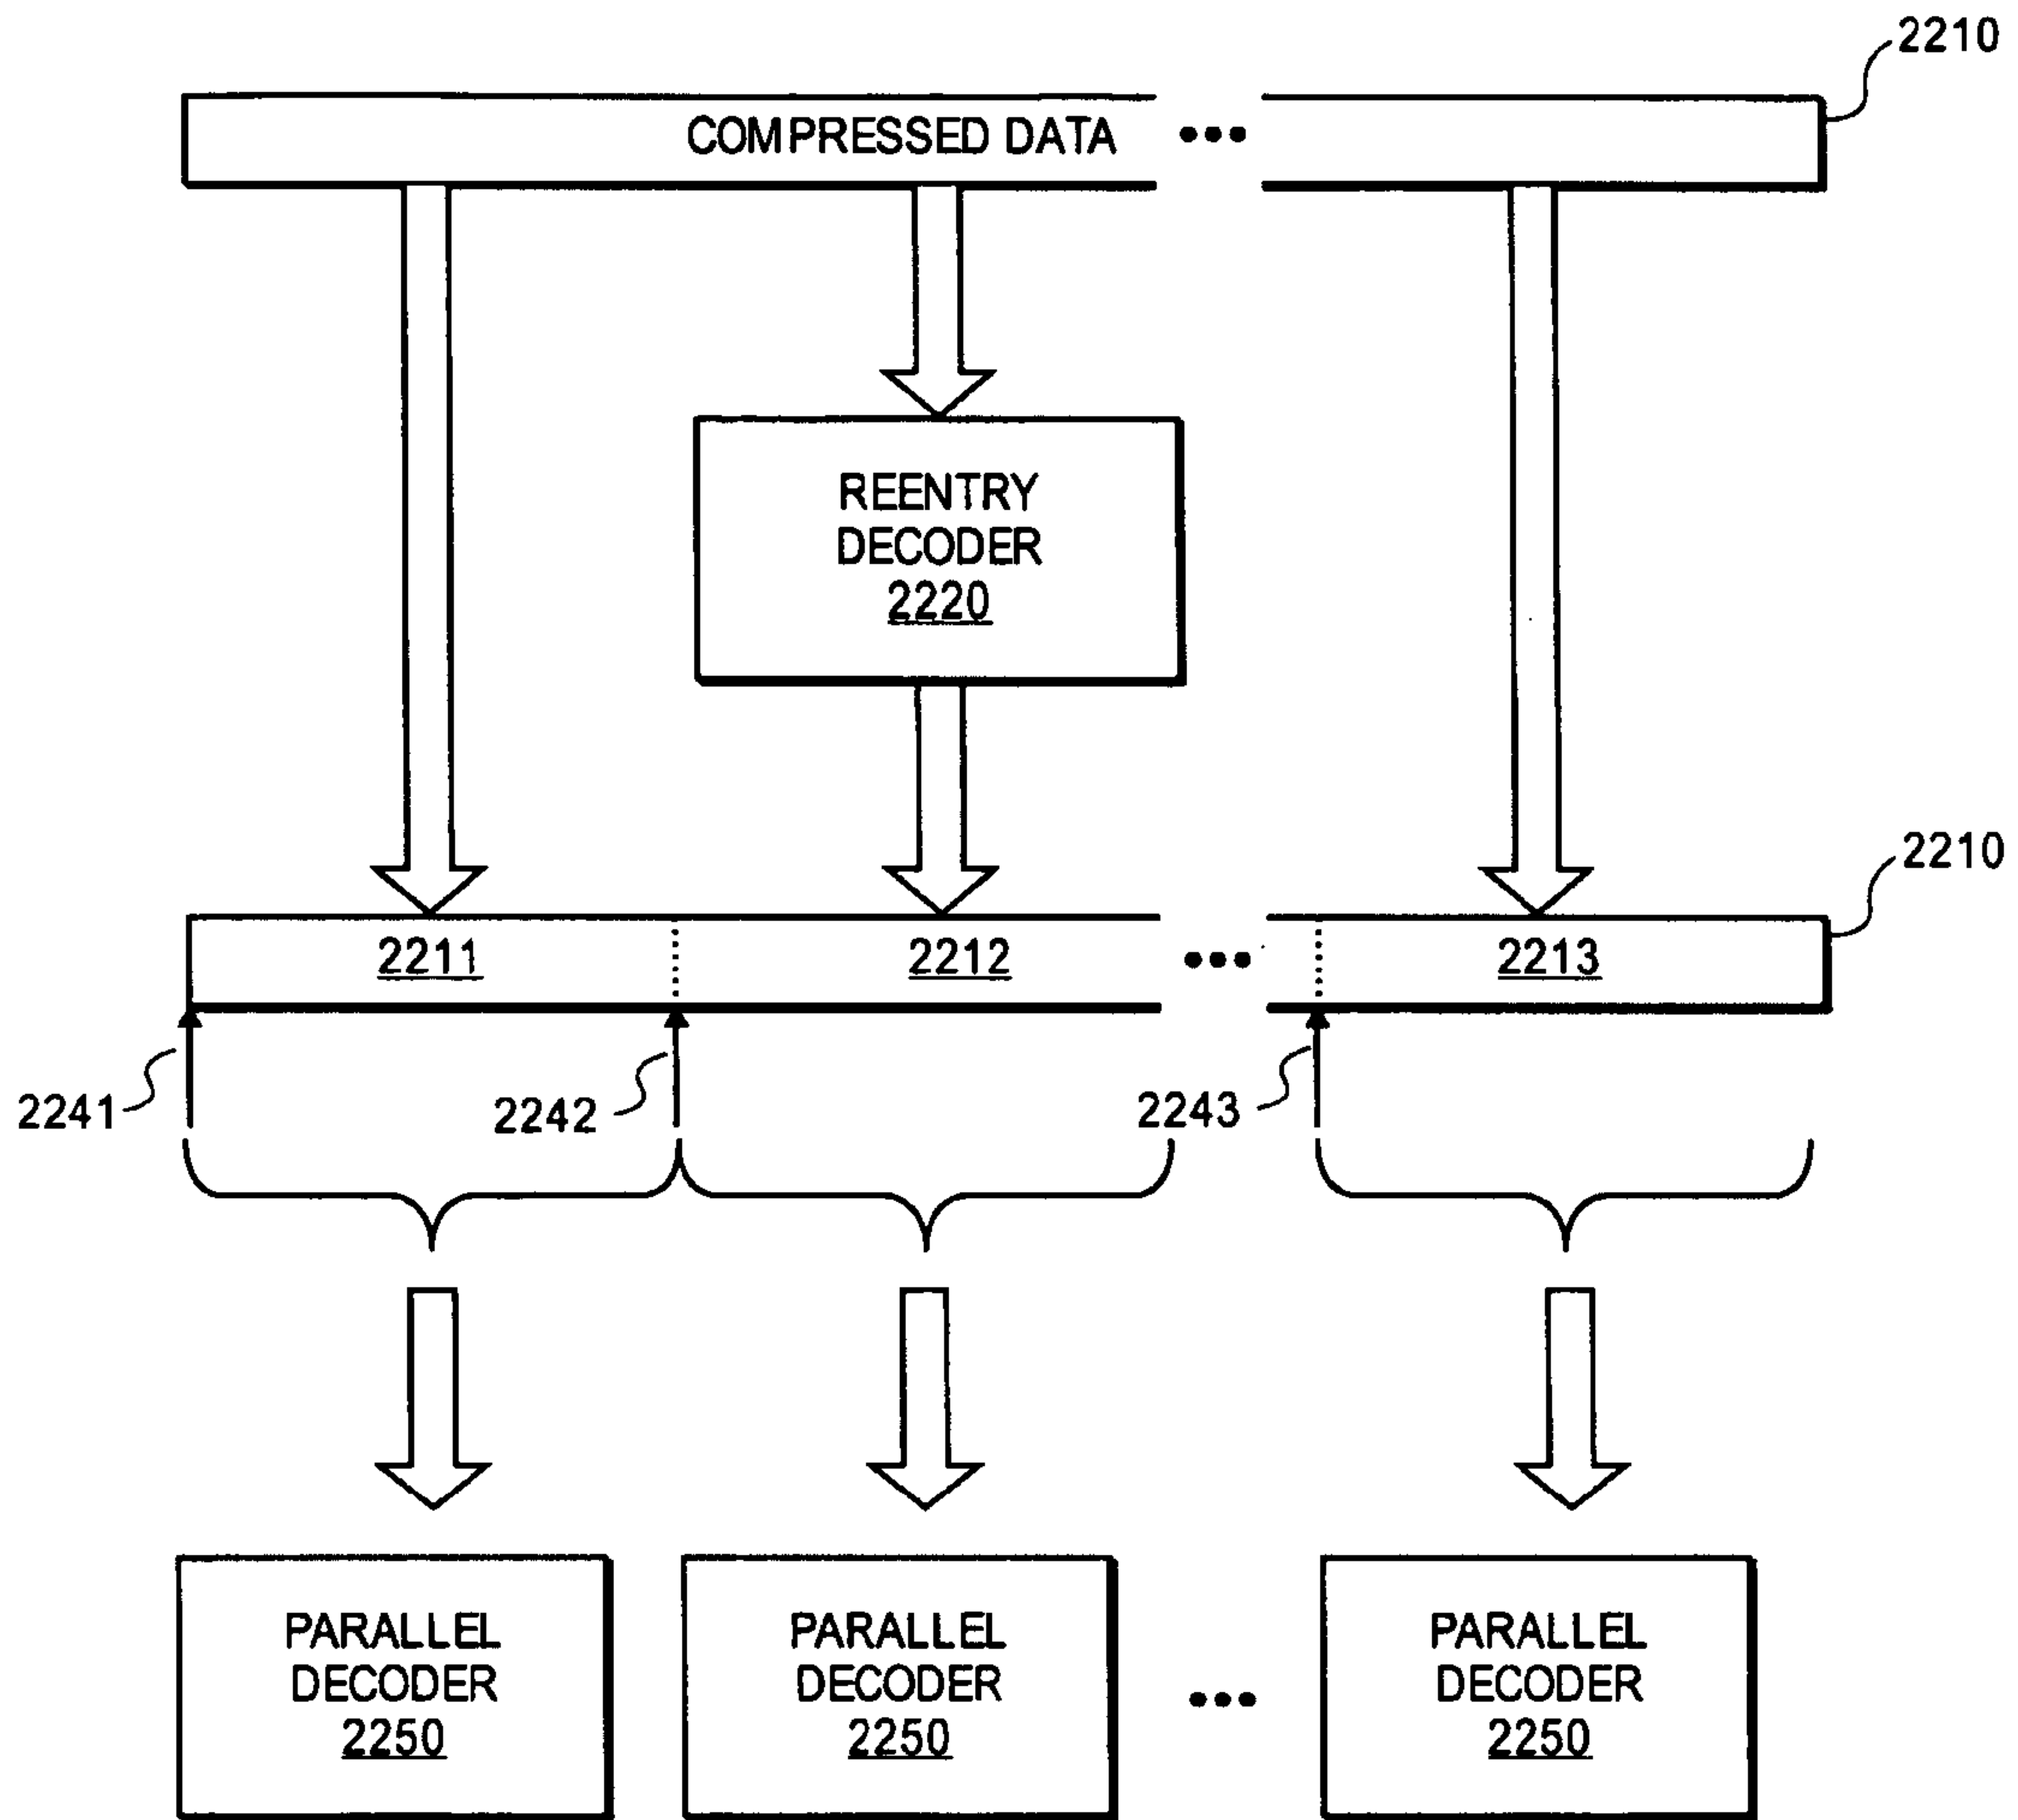 2210
COMPRESSED DATA •••
REENTRY
DECODER
2220
2210
2211
2212
•••
2213
2241
2242
2243
PARALLEL
DECODER
2250
PARALLEL
DECODER
2250
•••
PARALLEL
DECODER
2250